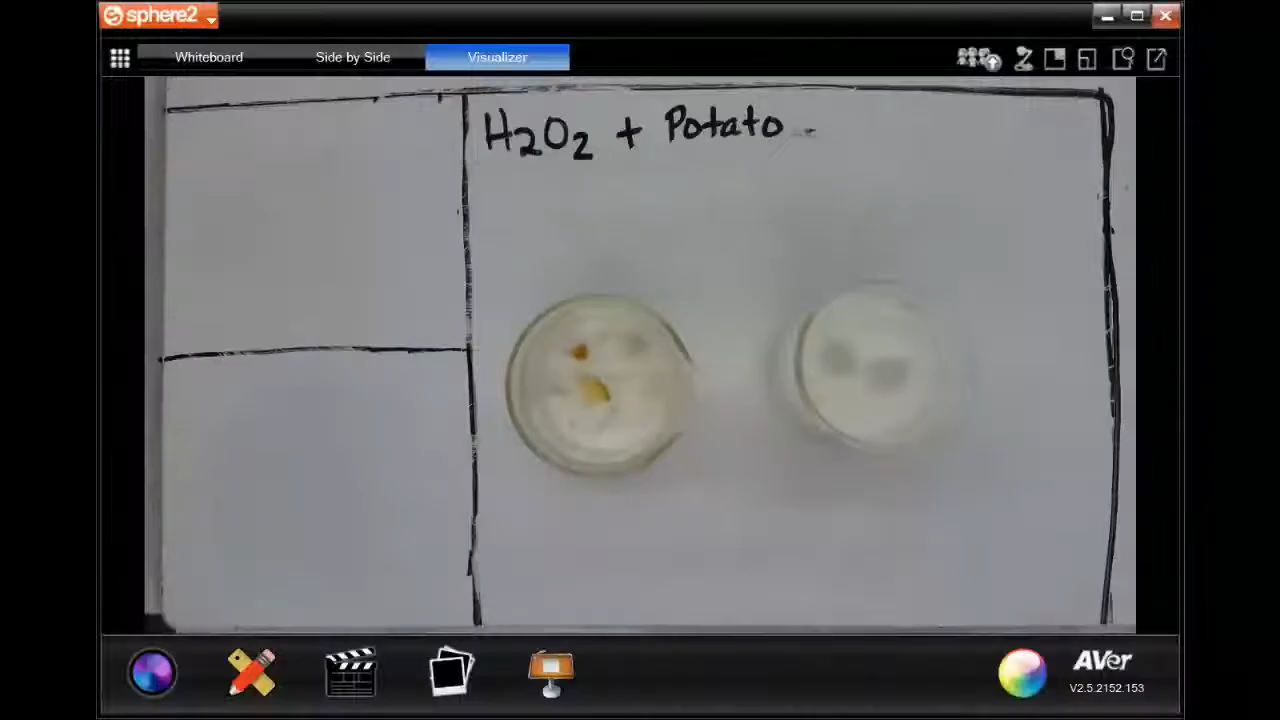 sphere2
Whiteboard
Side by Side
Visualizer
H₂O₂ + Potato -
AVer
V2.5.2152.153